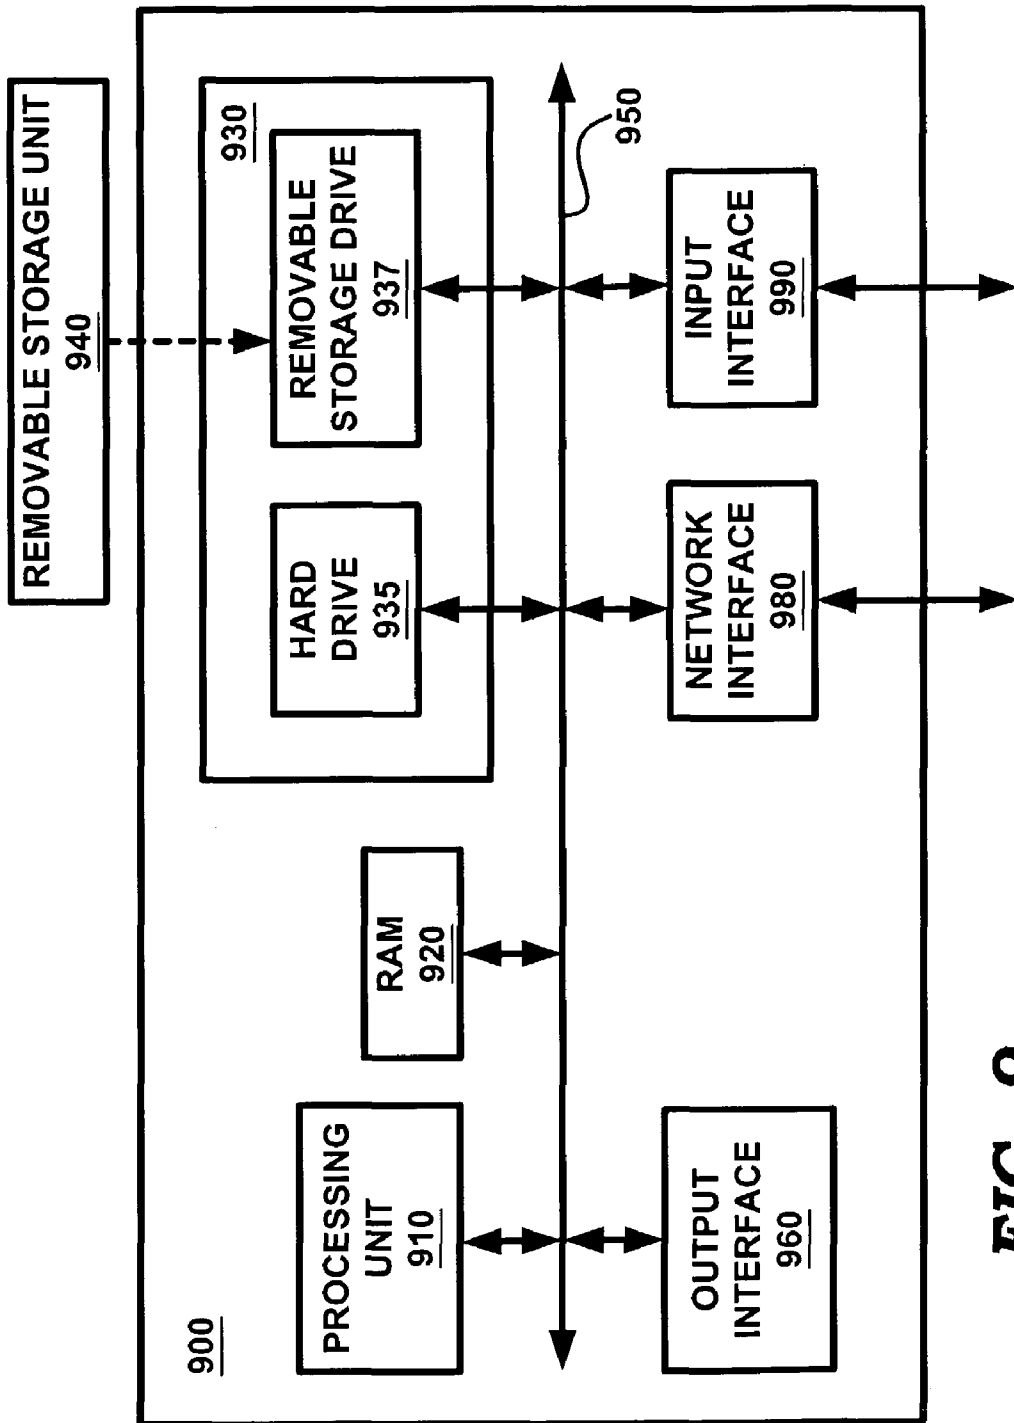 REMOVABLE STORAGE UNIT
940
900
930
PROCESSING
UNIT
910
RAM
920
HARD
DRIVE
935
REMOVABLE
STORAGE DRIVE
937
950
OUTPUT
INTERFACE
960
NETWORK
INTERFACE
980
INPUT
INTERFACE
990